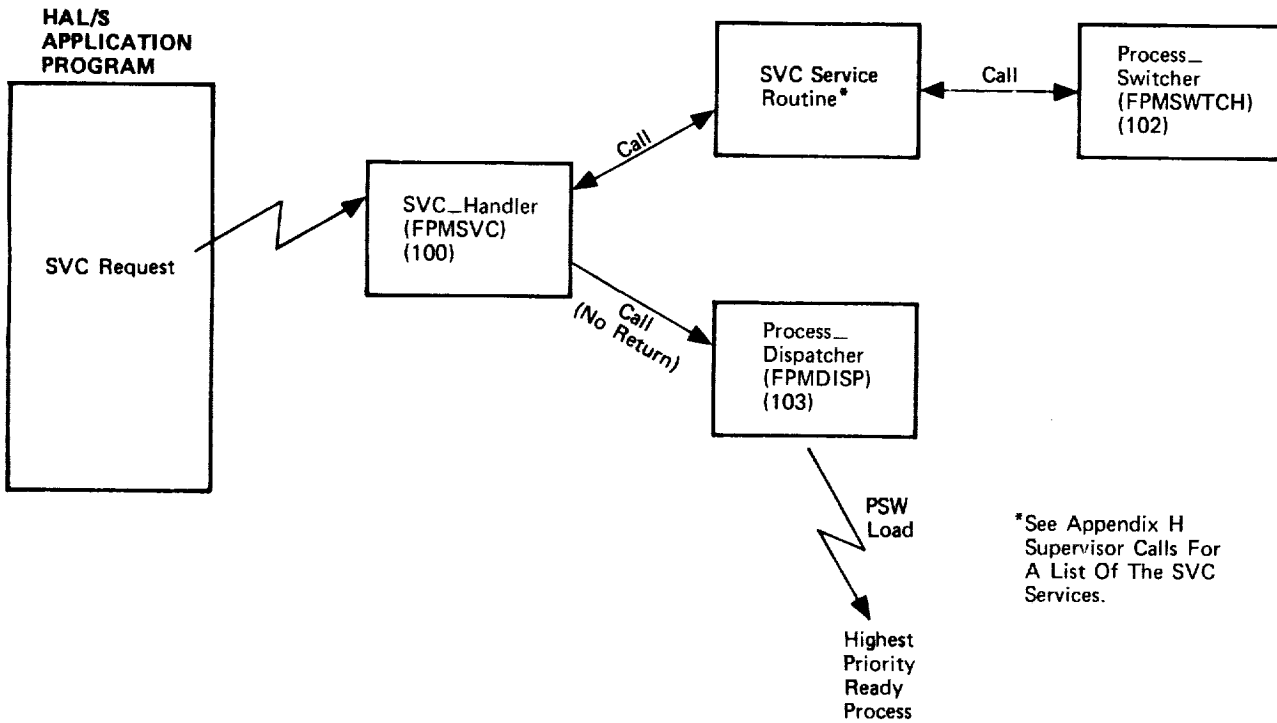 HAL/S
APPLICATION
PROGRAM
SVC Request
SVC_Handler
(FPMSVC)
(100)
Call
SVC Service
Routine*
Call
Process_
Switcher
(FPMSWTCH)
(102)
Call
(No Return)
Process_
Dispatcher
(FPMDISP)
(103)
PSW
Load
Highest
Priority
Ready
Process
*See Appendix H
Supervisor Calls For
A List Of The SVC
Services.